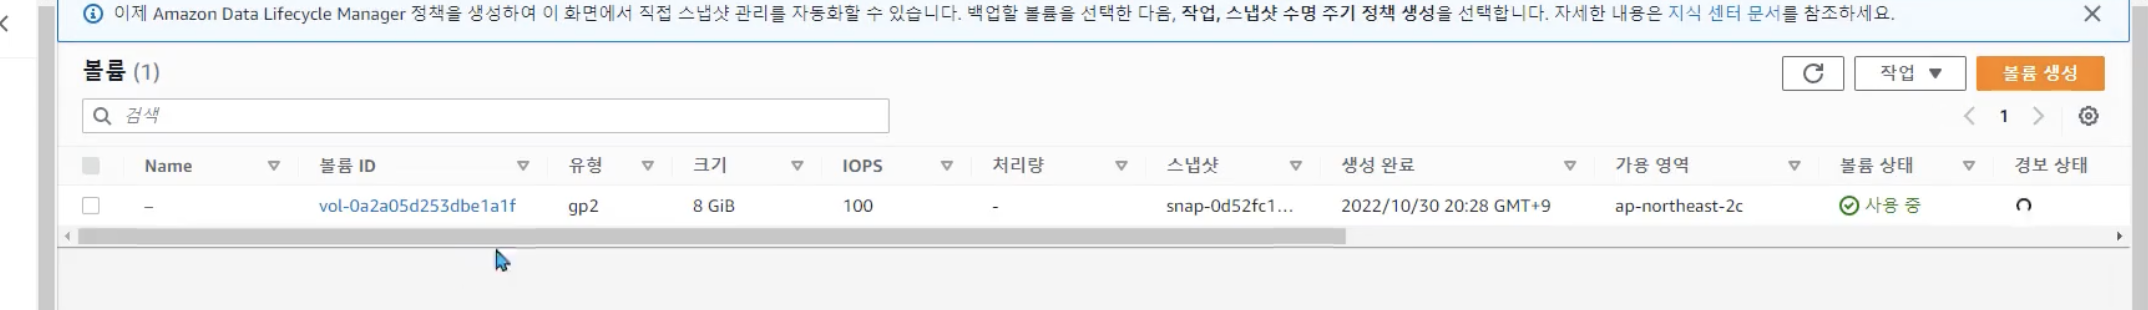 이제 Amazon Data Lifecycle Manager 정책을 생성하여 이 화면에서 직접 스냅샷 관리를 자동화할 수 있습니다. 백업할 볼륨을 선택한 다음, 작업, 스냅샷 수명 주기 정책 생성을 선택합니다. 자세한 내용은 지식 센터 문서를 참조하세요.
볼륨 (1) 작업 볼륨 생성
검색 1
Name 볼륨 ID 유형 크기 IOPS 처리량 스냅샷 생성 완료 가용 영역 볼륨 상태 경보 상태
– vol-0a2a05d253dbe1a1f gp2 8 GiB 100 - snap-0d52fc1... 2022/10/30 20:28 GMT+9 ap-northeast-2c 사용 중